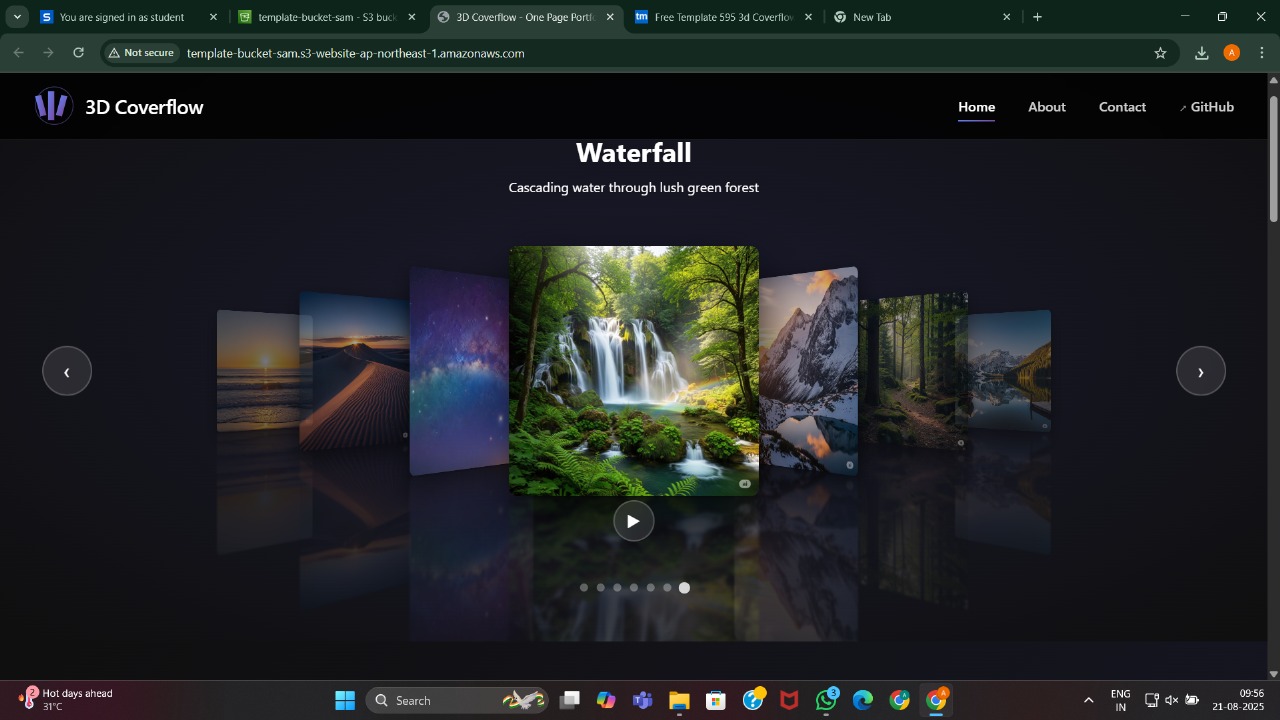 You are signed in as student
template-bucket-sam - S3 buck
3D Coverflow - One Page Portf
Free Template 595 3d Coverflow
New Tab
Not secure
template-bucket-sam.s3-website-ap-northeast-1.amazonaws.com
A
3D Coverflow
Home
About
Contact
GitHub
Waterfall
Cascading water through lush green forest
2
Hot days ahead
31°C
Search
3
ENG
IN
09:56
21-08-2025